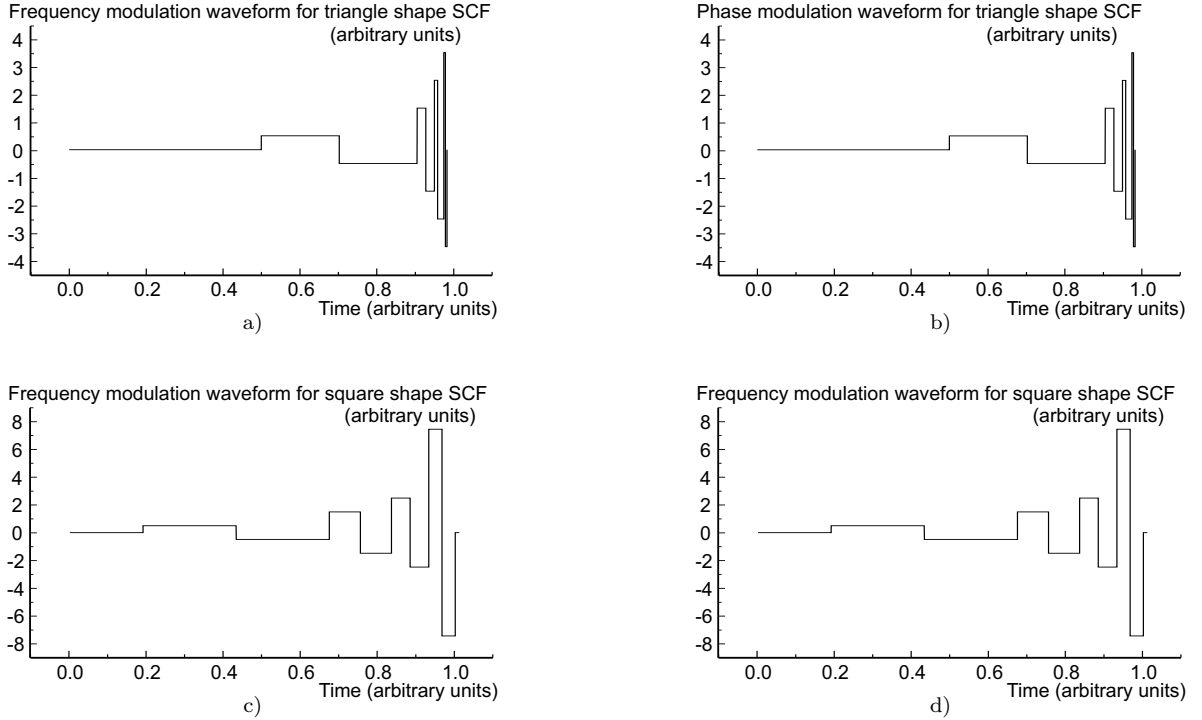 Frequency modulation waveform for triangle shape SCF
(arbitrary units)
4
3
2
1
0
-1
-2
-3
-4
0.0 0.2 0.4 0.6 0.8 1.0
Time (arbitrary units)
a)
Phase modulation waveform for triangle shape SCF
(arbitrary units)
4
3
2
1
0
-1
-2
-3
-4
0.0 0.2 0.4 0.6 0.8 1.0
Time (arbitrary units)
b)
Frequency modulation waveform for square shape SCF
(arbitrary units)
8
6
4
2
0
-2
-4
-6
-8
0.0 0.2 0.4 0.6 0.8 1.0
Time (arbitrary units)
c)
Frequency modulation waveform for square shape SCF
(arbitrary units)
8
6
4
2
0
-2
-4
-6
-8
0.0 0.2 0.4 0.6 0.8 1.0
Time (arbitrary units)
d)